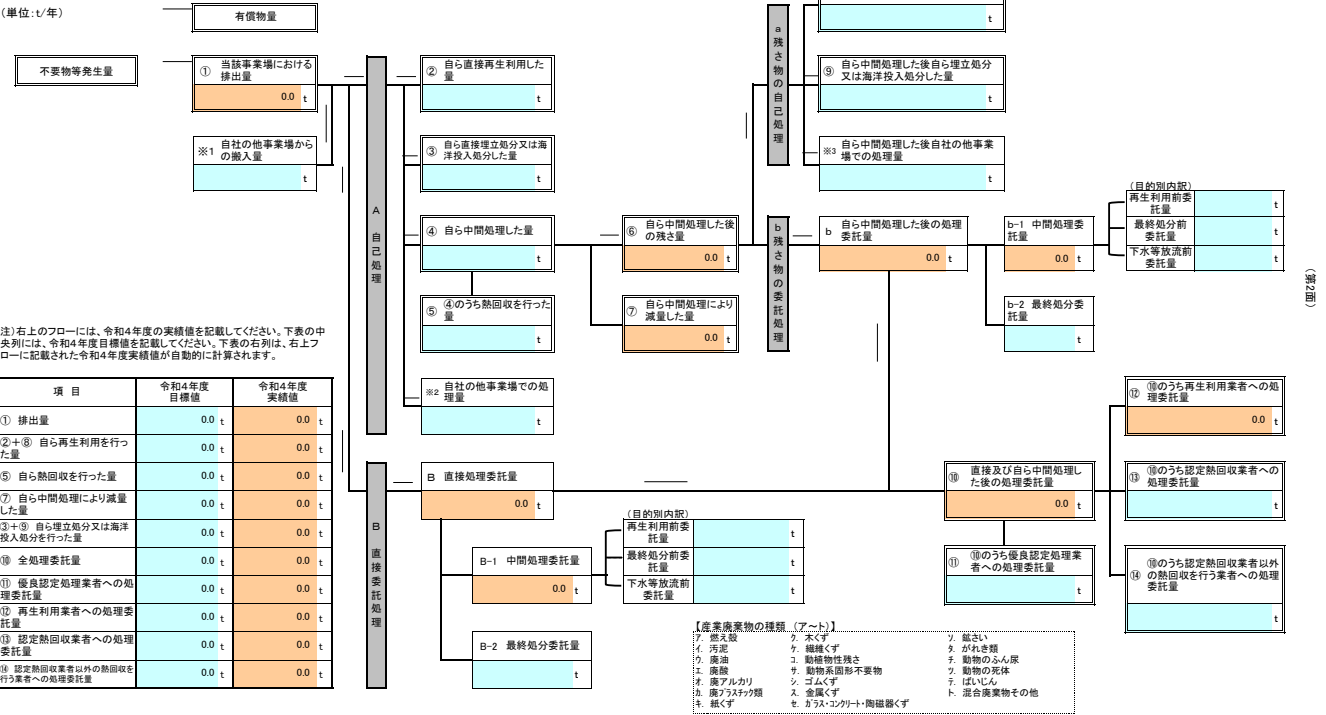 (単位:t/年)
有償物量
t
不要物等発生量
① 当該事業場における
排出量
0.0 t
※1 自社の他事業場から
の搬入量
t
A
自
己
処
理
② 自ら直接再生利用した
量
t
③ 自ら直接埋立処分又は海
洋投入処分した量
t
④ 自ら中間処理した量
t
⑤ ④のうち熱回収を行った
量
t
※2 自社の他事業場での処
理量
t
⑥ 自ら中間処理した後
の残さ量
0.0 t
⑦ 自ら中間処理により
減量した量
0.0 t
a
残
さ
物
の
自
己
処
理
⑨ 自ら中間処理した後自ら埋立処分
又は海洋投入処分した量
t
※3 自ら中間処理した後自社の他事業
場での処理量
t
b
残
さ
物
の
委
託
処
理
b 自ら中間処理した後の処理
委託量
0.0 t
b-1 中間処理委
託量
0.0 t
b-2 最終処分委
託量
t
(目的別内訳)
再生利用前委
託量
t
最終処分前
委託量
t
下水等放流前
委託量
t
(第2面)
注)右上のフローには、令和4年度の実績値を記載してください。下表の中
央列には、令和4年度目標値を記載してください。下表の右列は、右上フ
ローに記載された令和4年度実績値が自動的に計算されます。
項 目 令和4年度 令和4年度
目標値 実績値
① 排出量 0.0 t 0.0 t
②+⑧ 自ら再生利用を行っ
た量 0.0 t 0.0 t
⑤ 自ら熱回収を行った量 0.0 t 0.0 t
⑦ 自ら中間処理により減量
した量 0.0 t 0.0 t
③+⑨ 自ら埋立処分又は海洋
投入処分を行った量 0.0 t 0.0 t
⑩ 全処理委託量 0.0 t 0.0 t
⑪ 優良認定処理業者への処
理委託量 0.0 t 0.0 t
⑫ 再生利用業者への処理委
託量 0.0 t 0.0 t
⑬ 認定熱回収業者への処理
委託量 0.0 t 0.0 t
⑭ 認定熱回収業者以外の熱回収を
行う業者への処理委託量 0.0 t 0.0 t
B
直
接
委
託
処
理
B 直接処理委託量
0.0 t
B-1 中間処理委託量
0.0 t
B-2 最終処分委託量
t
(目的別内訳)
再生利用前委
託量
t
最終処分前委
託量
t
下水等放流前
委託量
t
⑩ 直接及び自ら中間処理し
た後の処理委託量
0.0 t
⑪ ⑩のうち優良認定処理業
者への処理委託量
t
⑫ ⑩のうち再生利用業者への処
理委託量
0.0 t
⑬ ⑩のうち認定熱回収業者への
処理委託量
t
⑭ ⑩のうち認定熱回収業者以外
の熱回収を行う業者への処理
委託量
t
【産業廃棄物の種類 (ア~ト)】
ア. 燃え殻 ク. 木くず ソ. 鉱さい
イ. 汚泥 ケ. 繊維くず タ. がれき類
ウ. 廃油 コ. 動植物性残さ チ. 動物のふん尿
エ. 廃酸 サ. 動物系固形不要物 ツ. 動物の死体
オ. 廃アルカリ シ. ゴムくず テ. ばいじん
カ. 廃プラスチック類 ス. 金属くず ト. 混合廃棄物その他
キ. 紙くず セ. ガラス・コンクリート・陶磁器くず